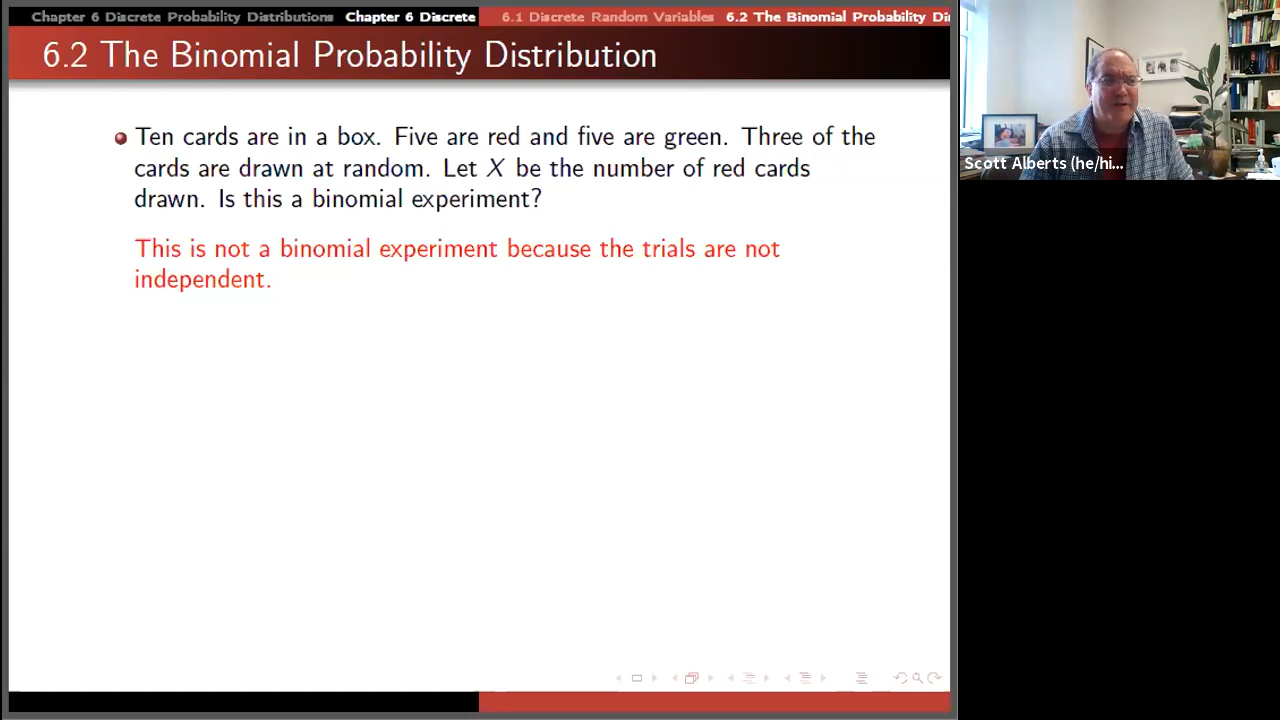 Chapter 6 Discrete Probability Distributions Chapter 6 Discrete 6.1 Discrete Random Variables 6.2 The Binomial Probability Di
6.2 The Binomial Probability Distribution
Ten cards are in a box. Five are red and five are green. Three of the
cards are drawn at random. Let X be the number of red cards
drawn. Is this a binomial experiment?
This is not a binomial experiment because the trials are not
independent.
Scott Alberts (he/hi...